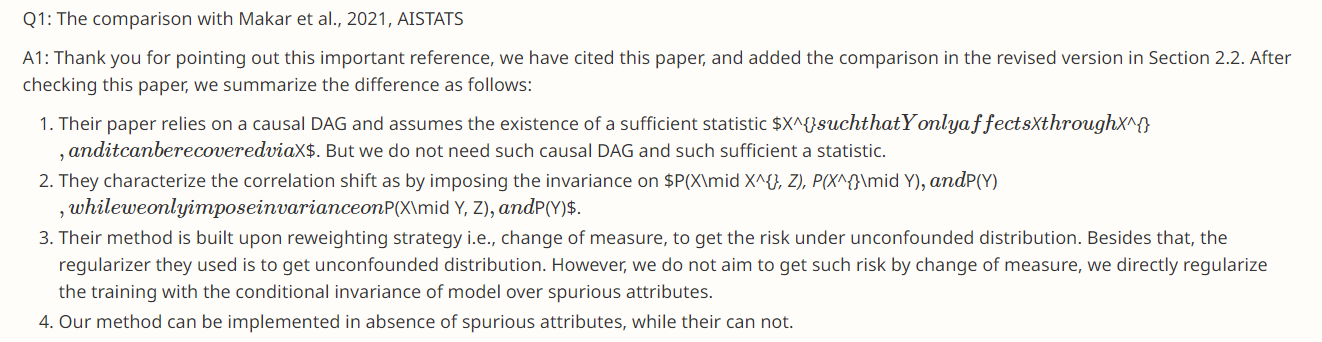 Q1: The comparison with Makar et al., 2021, AISTATS
A1: Thank you for pointing out this important reference, we have cited this paper, and added the comparison in the revised version in Section 2.2. After
checking this paper, we summarize the difference as follows:
1. Their paper relies on a causal DAG and assumes the existence of a sufficient statistic $X^{}suchthatYonlyaffectsXthroughX^{}
,anditcanberecoveredviaX$. But we do not need such causal DAG and such sufficient a statistic.
2. They characterize the correlation shift as by imposing the invariance on $P(X\mid X^{}, Z), P(X^{}\mid Y),andP(Y)
,whileweonlyimposeinvarianceonP(X\mid Y, Z),andP(Y)$.
3. Their method is built upon reweighting strategy i.e., change of measure, to get the risk under unconfounded distribution. Besides that, the
regularizer they used is to get unconfounded distribution. However, we do not aim to get such risk by change of measure, we directly regularize
the training with the conditional invariance of model over spurious attributes.
4. Our method can be implemented in absence of spurious attributes, while their can not.